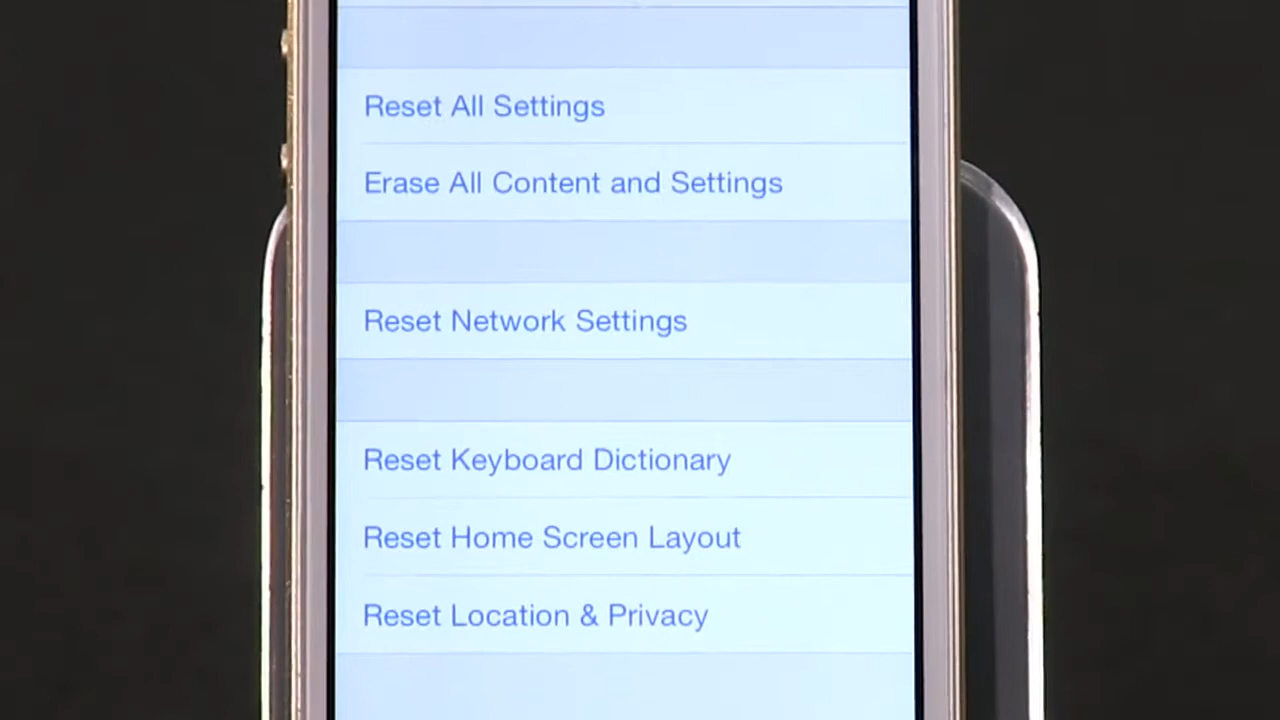 Reset All Settings
Erase All Content and Settings
Reset Network Settings
Reset Keyboard Dictionary
Reset Home Screen Layout
Reset Location & Privacy